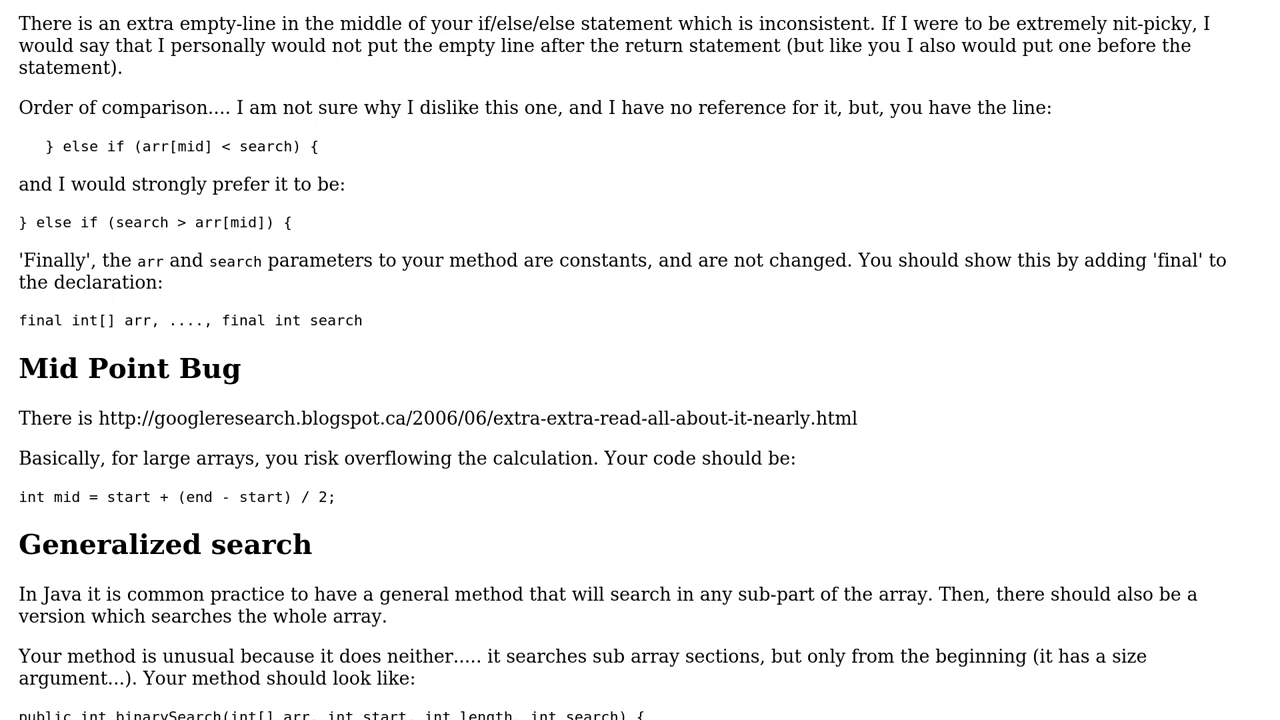 There is an extra empty-line in the middle of your if/else/else statement which is inconsistent. If I were to be extremely nit-picky, I
would say that I personally would not put the empty line after the return statement (but like you I also would put one before the
statement).
Order of comparison.... I am not sure why I dislike this one, and I have no reference for it, but, you have the line:
} else if (arr[mid] < search) {
and I would strongly prefer it to be:
} else if (search > arr[mid]) {
'Finally', the arr and search parameters to your method are constants, and are not changed. You should show this by adding 'final' to
the declaration:
final int[] arr, ...., final int search
Mid Point Bug
There is http://googleresearch.blogspot.ca/2006/06/extra-extra-read-all-about-it-nearly.html
Basically, for large arrays, you risk overflowing the calculation. Your code should be:
int mid = start + (end - start) / 2;
Generalized search
In Java it is common practice to have a general method that will search in any sub-part of the array. Then, there should also be a
version which searches the whole array.
Your method is unusual because it does neither..... it searches sub array sections, but only from the beginning (it has a size
argument...). Your method should look like:
public int binarySearch(int[] arr, int start, int length, int search) {